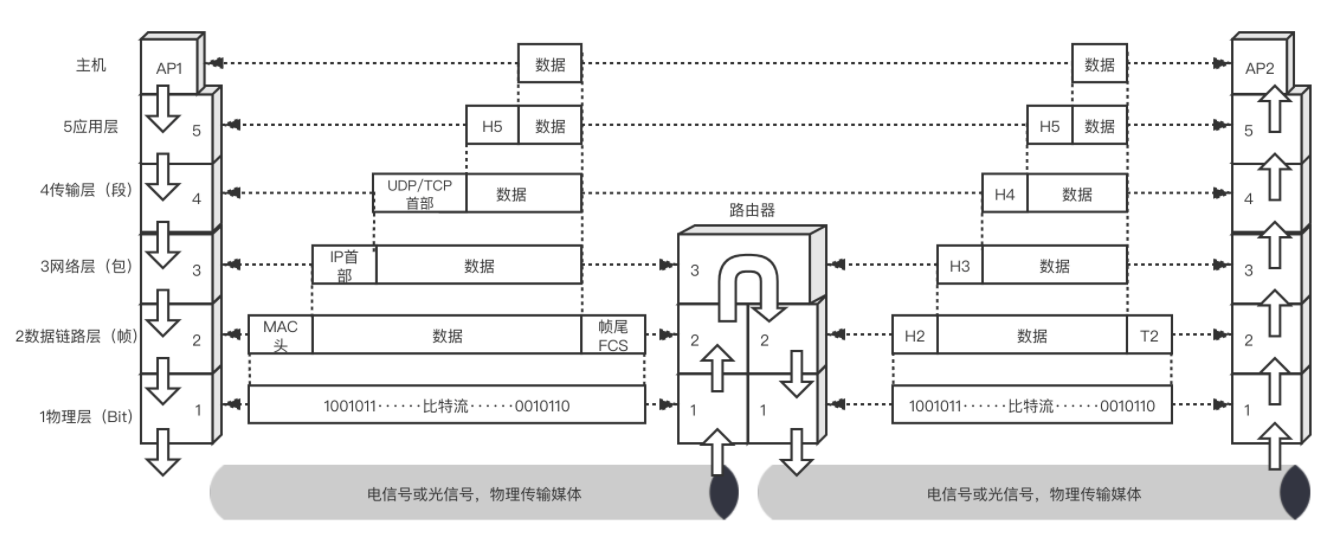 主机
AP1
数据
数据
AP2
5应用层
5
H5
数据
H5
数据
5
4传输层（段）
4
UDP/TCP
首部
数据
H4
数据
4
路由器
3网络层（包）
3
IP首
部
数据
3
H3
数据
3
2数据链路层（帧）
2
MAC
头
数据
帧尾
FCS
2
2
H2
数据
T2
2
1物理层（Bit）
1
1001011······比特流······0010110
1
1
1001011······比特流······0010110
1
电信号或光信号，物理传输媒体
电信号或光信号，物理传输媒体